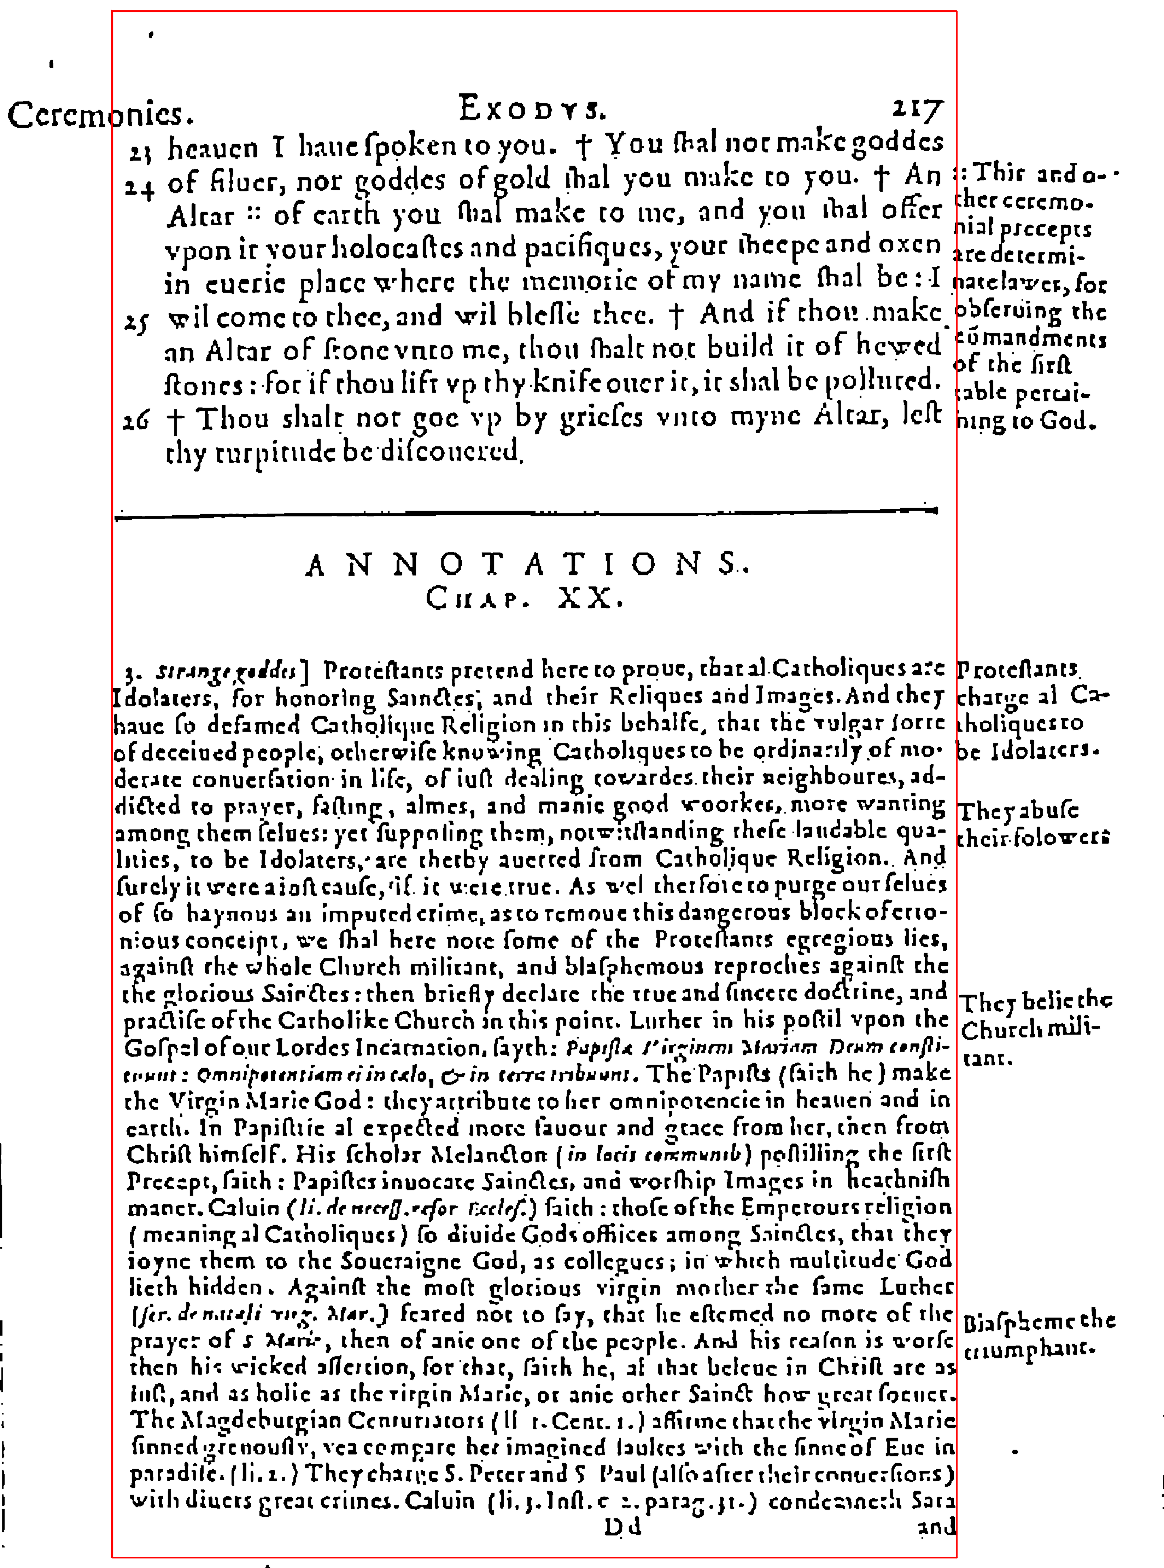 Ceremonies. EXODVS. 217
23 heauen I haue ſpoken to you. † You ſhal not make goddes
24 of ſiluer, nor goddes of gold ſhal you make to you. † An
Altar :: of earth you ſhal make to me, and you ſhal offer
vpon it your holocaſtes and pacifiques, your ſheepe and oxen
in euerie place where the memorie of my name ſhal be: I
25 wil come to thee, and wil bleſſe thee. † And if thou make
an Altar of ſtone vnto me, thou ſhalt not build it of hewed
ſtones: for if thou lift vp thy knife ouer it, it shal be polluted.
26 † Thou shalt not goe vp by grieſes vnto myne Altar, leſt
thy turpitude be diſcouered.
:: This and o-
ther ceremo-
nial precepts
are determi-
nate lawes, for
obſeruing the
cōmandments
of the firſt
table pertai-
ning to God.
ANNOTATIONS.
CHAP. XX.
3. Strange goddes] Proteſtants pretend here to proue, that al Catholiques are
Idolaters, for honoring Sainctes, and their Reliques and Images. And they
haue ſo defamed Catholique Religion in this behalfe, that the vulgar ſorte
of deceiued people, otherwiſe knowing Catholiques to be ordinarily of mo-
derate conuerſation in life, of iuſt dealing towardes their neighboures, ad-
dicted to prayer, faſting, almes, and manie good woorkes, more wanting
among them ſelues: yet ſuppoſing them, notwitſtanding theſe laudable qua-
lities, to be Idolaters, are therby auerted from Catholique Religion. And
ſurely it were a iuſt cauſe, if it were true. As wel therfore to purge our ſelues
of ſo haynous an imputed crime, as to remoue this dangerous block of erro-
nious conceipt, we ſhal here note ſome of the Proteſtants egregious lies,
againſt the whole Church militant, and blaſphemous reproches againſt the
the glorious Sainctes: then briefly declare the true and ſincere doctrine, and
practiſe of the Catholike Church in this point. Luther in his poſtil vpon the
Goſpel of our Lordes Incarnation, ſayth: Papiſtæ Virginem Mariam Deum conſti-
tuunt: Omnipotentiam ei in cælo, & in terra tribuunt. The Papiſts (ſaith he) make
the Virgin Marie God: they attribute to her omnipotencie in heauen and in
earth. In Papiſtrie al expected more fauour and grace from her, then from
Chriſt himſelf. His ſcholar Melancton (in locis communib) poſtilling the firſt
Precept, ſaith: Papiſtes inuocate Sainctes, and worſhip Images in heathniſh
maner. Caluin (li. de neceſſ. refor Eccleſ.) ſaith: thoſe of the Emperours religion
(meaning al Catholiques) ſo diuide Gods offices among Sainctes, that they
ioyne them to the Soueraigne God, as collegues; in which multitude God
lieth hidden. Againſt the moſt glorious virgin mother the ſame Luther
(ſer. de natali virg. Mar.) feared not to ſay, that he eſtemed no more of the
prayer of S Marie, then of anie one of the people. And his reaſon is worſe
then his wicked aſſertion, for that, ſaith he, al that beleue in Chriſt are as
iuſt, and as holie as the virgin Marie, or anie other Sainct how great ſoeuer.
The Magdeburgian Centuriators (li 1. Cent. 1.) affirme that the virgin Marie
ſinned greuouſly, yea compare her imagined faultes with the ſinne of Eue in
paradiſe. (li. 2.) They charge S. Peter and S Paul (alſo after their conuerſions)
with diuers great crimes. Caluin (li. 3. Inſt. c 2. parag. 31.) condemneth Sara
Dd and
Proteſtants
charge al Ca-
tholiques to
be Idolaters.
They abuſe
their folowers
They belie the
Church mili-
tant.
Blaſpheme the
triumphant.